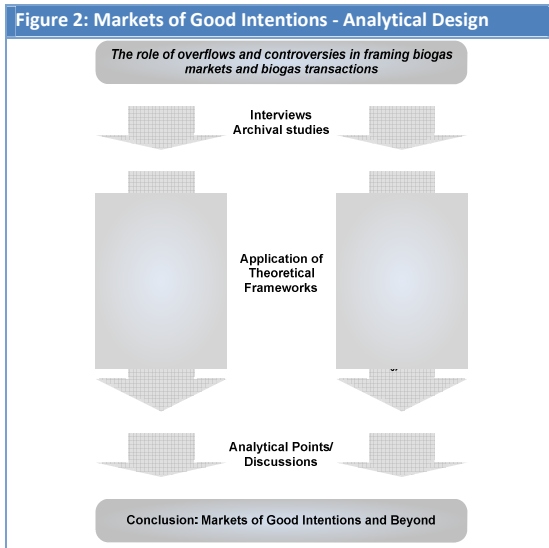 Figure 2: Markets of Good Intentions - Analytical Design
The role of overflows and controversies in framing biogas
markets and biogas transactions
Interviews
Archival studies
Application of
Theoretical
Frameworks
Analytical Points/
Discussions
Conclusion: Markets of Good Intentions and Beyond